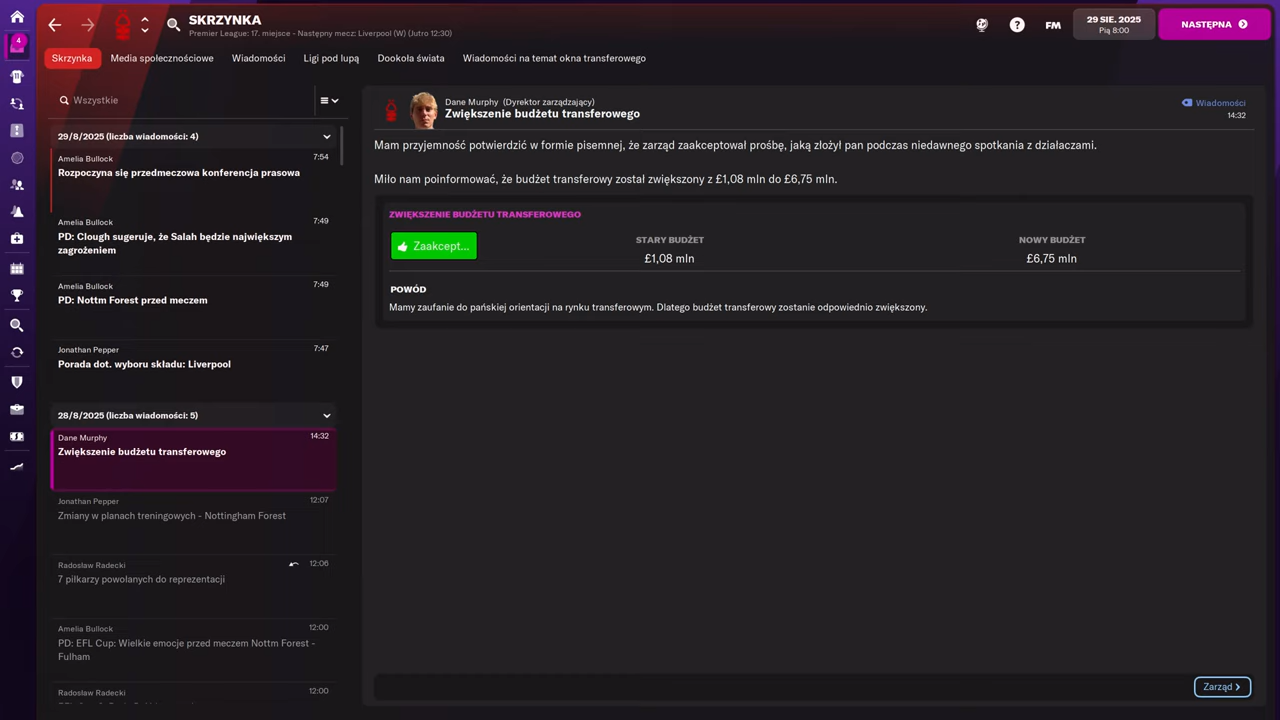 4
SKRZYNKA
Premier League: 17. miejsce - Następny mecz: Liverpool (W) (Jutro 12:30)
FM
29 SIE. 2025
Pią 8:00
NASTĘPNA
Skrzynka
Media społecznościowe
Wiadomości
Ligi pod lupą
Dookoła świata
Wiadomości na temat okna transferowego
Wszystkie
29/8/2025 (liczba wiadomości: 4)
Amelia Bullock
7:54
Rozpoczyna się przedmeczowa konferencja prasowa
Amelia Bullock
7:49
PD: Clough sugeruje, że Salah będzie największym
zagrożeniem
Amelia Bullock
7:49
PD: Nottm Forest przed meczem
Jonathan Pepper
7:47
Porada dot. wyboru składu: Liverpool
28/8/2025 (liczba wiadomości: 5)
Dane Murphy
14:32
Zwiększenie budżetu transferowego
Jonathan Pepper
12:07
Zmiany w planach treningowych - Nottingham Forest
Radosław Radecki
12:06
7 piłkarzy powołanych do reprezentacji
Amelia Bullock
12:00
PD: EFL Cup: Wielkie emocje przed meczem Nottm Forest -
Fulham
Radosław Radecki
12:00
Dane Murphy (Dyrektor zarządzający)
Zwiększenie budżetu transferowego
Wiadomości
14:32
Mam przyjemność potwierdzić w formie pisemnej, że zarząd zaakceptował prośbę, jaką złożył pan podczas niedawnego spotkania z działaczami.
Miło nam poinformować, że budżet transferowy został zwiększony z £1,08 mln do £6,75 mln.
ZWIĘKSZENIE BUDŻETU TRANSFEROWEGO
Zaakcept...
STARY BUDŻET
£1,08 mln
NOWY BUDŻET
£6,75 mln
POWÓD
Mamy zaufanie do pańskiej orientacji na rynku transferowym. Dlatego budżet transferowy zostanie odpowiednio zwiększony.
Zarząd